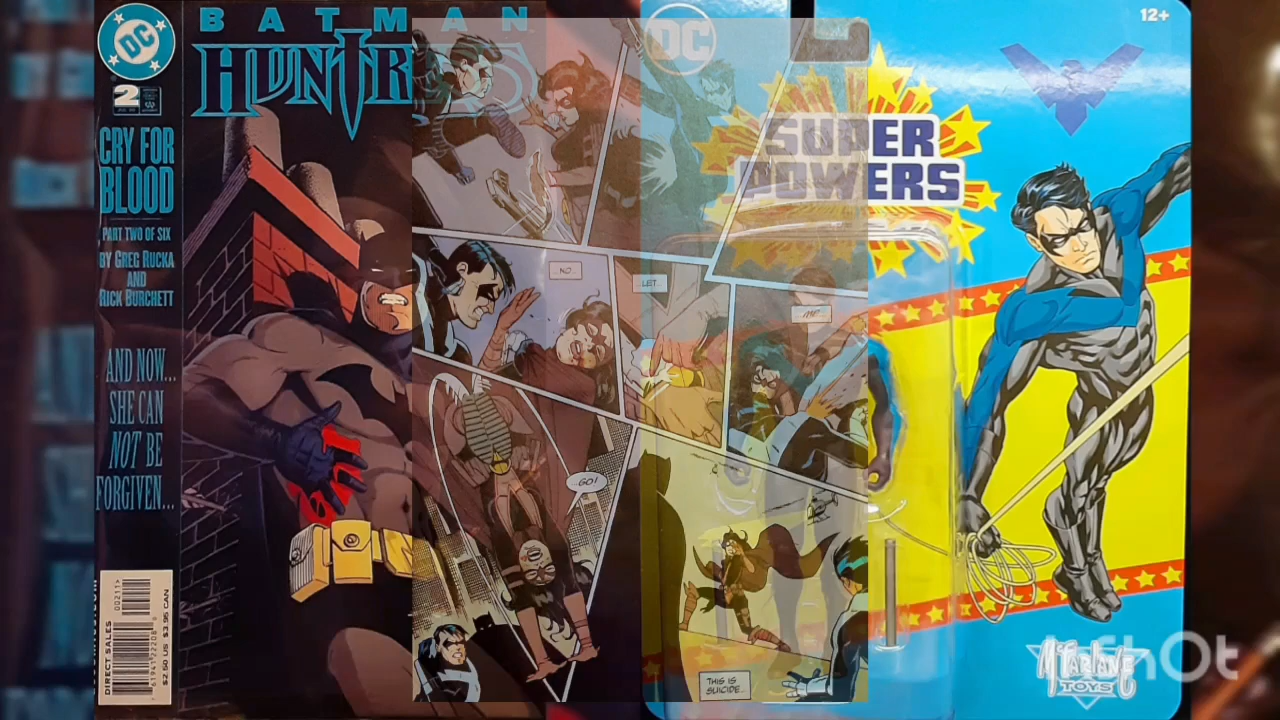 DC
BATMAN
HUNTR
2
CRY FOR
BLOOD
PART TWO OF SIX
BY GREG RUCKA
AND
RICK BURCHETT
AND NOW...
SHE CAN
NOT BE
FORGIVEN...
00211
DIRECT SALES
$2.50 US $3.95 CAN
...NO...
LET...
...ME...
...GO!
THIS IS
SUICIDE...
DC
SUPER
POWERS
12+
McFARLANE
TOYS